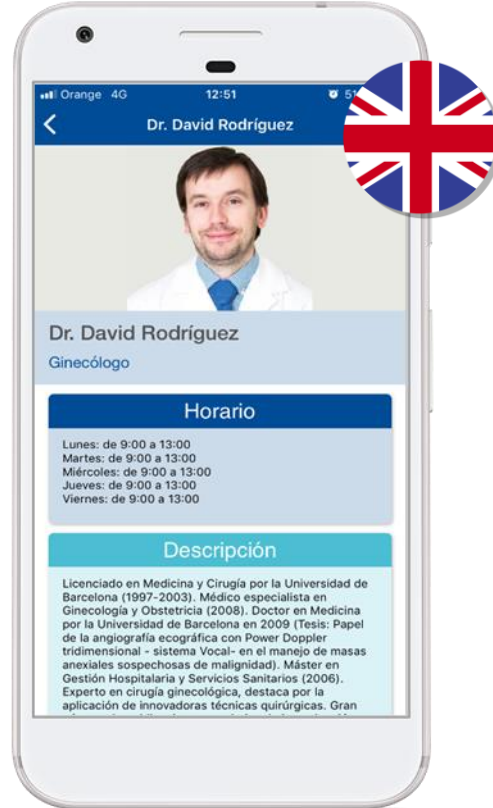 Orange 4G 12:51 51
Dr. David Rodríguez
Dr. David Rodríguez
Ginecólogo
Horario
Lunes: de 9:00 a 13:00
Martes: de 9:00 a 13:00
Miércoles: de 9:00 a 13:00
Jueves: de 9:00 a 13:00
Viernes: de 9:00 a 13:00
Descripción
Licenciado en Medicina y Cirugía por la Universidad de
Barcelona (1997-2003). Médico especialista en
Ginecología y Obstetricia (2008). Doctor en Medicina
por la Universidad de Barcelona en 2009 (Tesis: Papel
de la angiografía ecográfica con Power Doppler
tridimensional - sistema Vocal- en el manejo de masas
anexiales sospechosas de malignidad). Máster en
Gestión Hospitalaria y Servicios Sanitarios (2006).
Experto en cirugía ginecológica, destaca por la
aplicación de innovadoras técnicas quirúrgicas. Gran